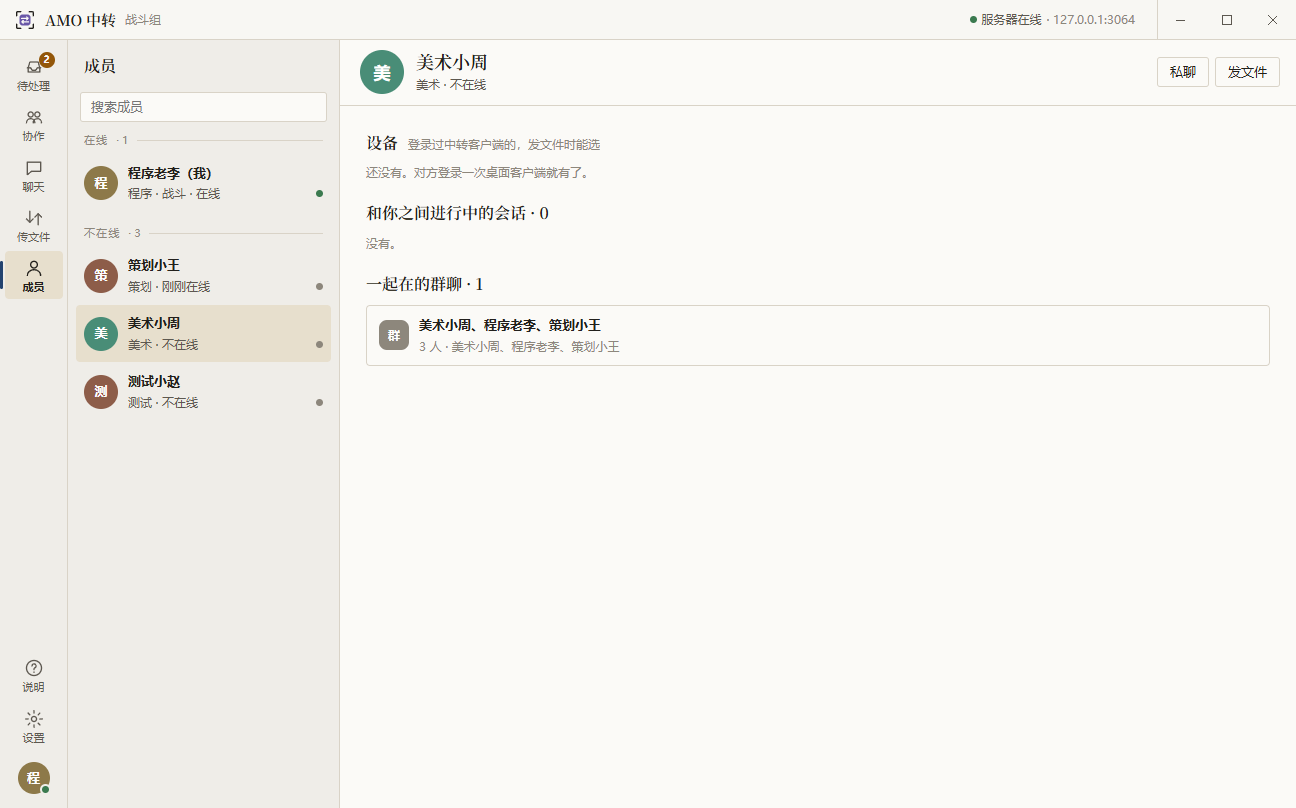 AMO 中转 战斗组
服务器在线 · 127.0.0.1:3064
2
待处理
协作
聊天
传文件
成员
说明
设置
程
成员
搜索成员
在线 · 1
程
程序老李（我）
程序 · 战斗 · 在线
不在线 · 3
策
策划小王
策划 · 刚刚在线
美
美术小周
美术 · 不在线
测
测试小赵
测试 · 不在线
美
美术小周
美术 · 不在线
私聊
发文件
设备 登录过中转客户端的，发文件时能选
还没有。对方登录一次桌面客户端就有了。
和你之间进行中的会话 · 0
没有。
一起在的群聊 · 1
群
美术小周、程序老李、策划小王
3 人 · 美术小周、程序老李、策划小王